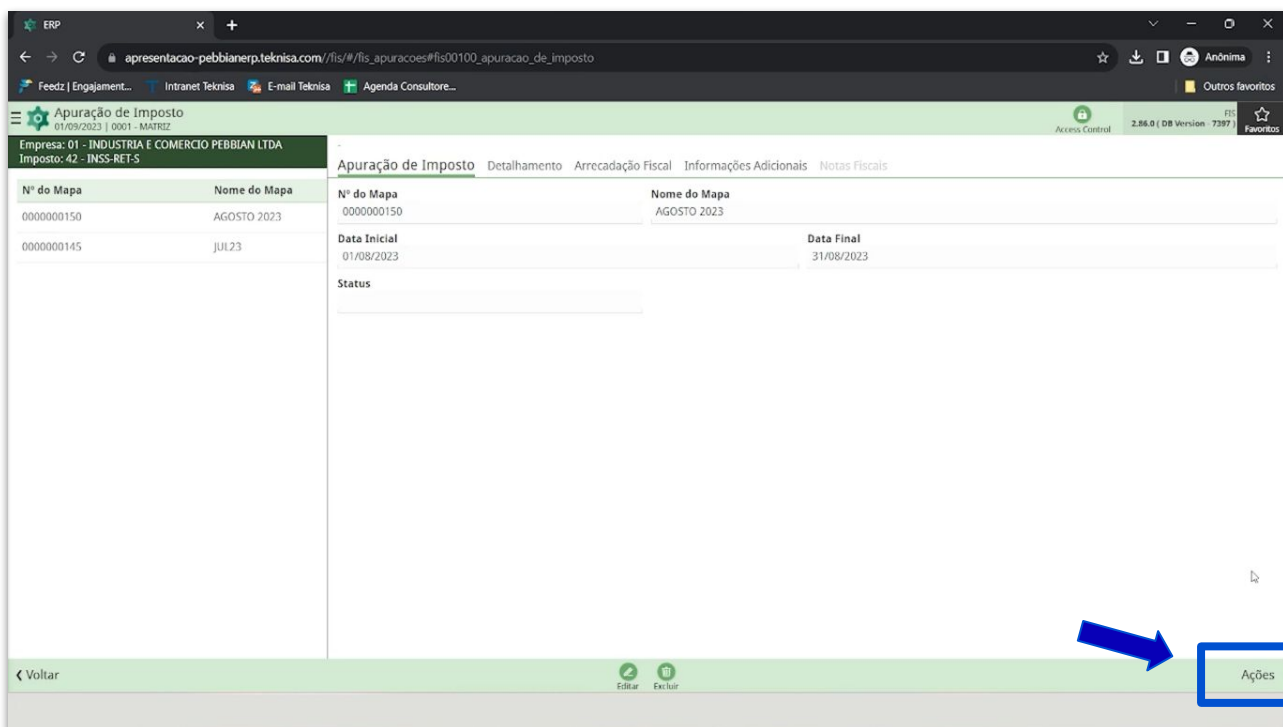 ERP
apresentacao-pebbianerp.teknisa.com//fis/#/fis_apuracoes#fis00100_apuracao_de_imposto
Anônima
Feedz | Engajament... Intranet Teknisa E-mail Teknisa Agenda Consultore... Outros favoritos
Apuração de Imposto
01/09/2023 | 0001 - MATRIZ
Access Control
FIS
2.86.0 ( DB Version - 7397 )
Favoritos
Empresa: 01 - INDUSTRIA E COMERCIO PEBBIAN LTDA
Imposto: 42 - INSS-RET-S
Nº do Mapa Nome do Mapa
0000000150 AGOSTO 2023
0000000145 JUL23
-
Apuração de Imposto Detalhamento Arrecadação Fiscal Informações Adicionais Notas Fiscais
Nº do Mapa Nome do Mapa
0000000150 AGOSTO 2023
Data Inicial Data Final
01/08/2023 31/08/2023
Status
Voltar
Editar Excluir
Ações